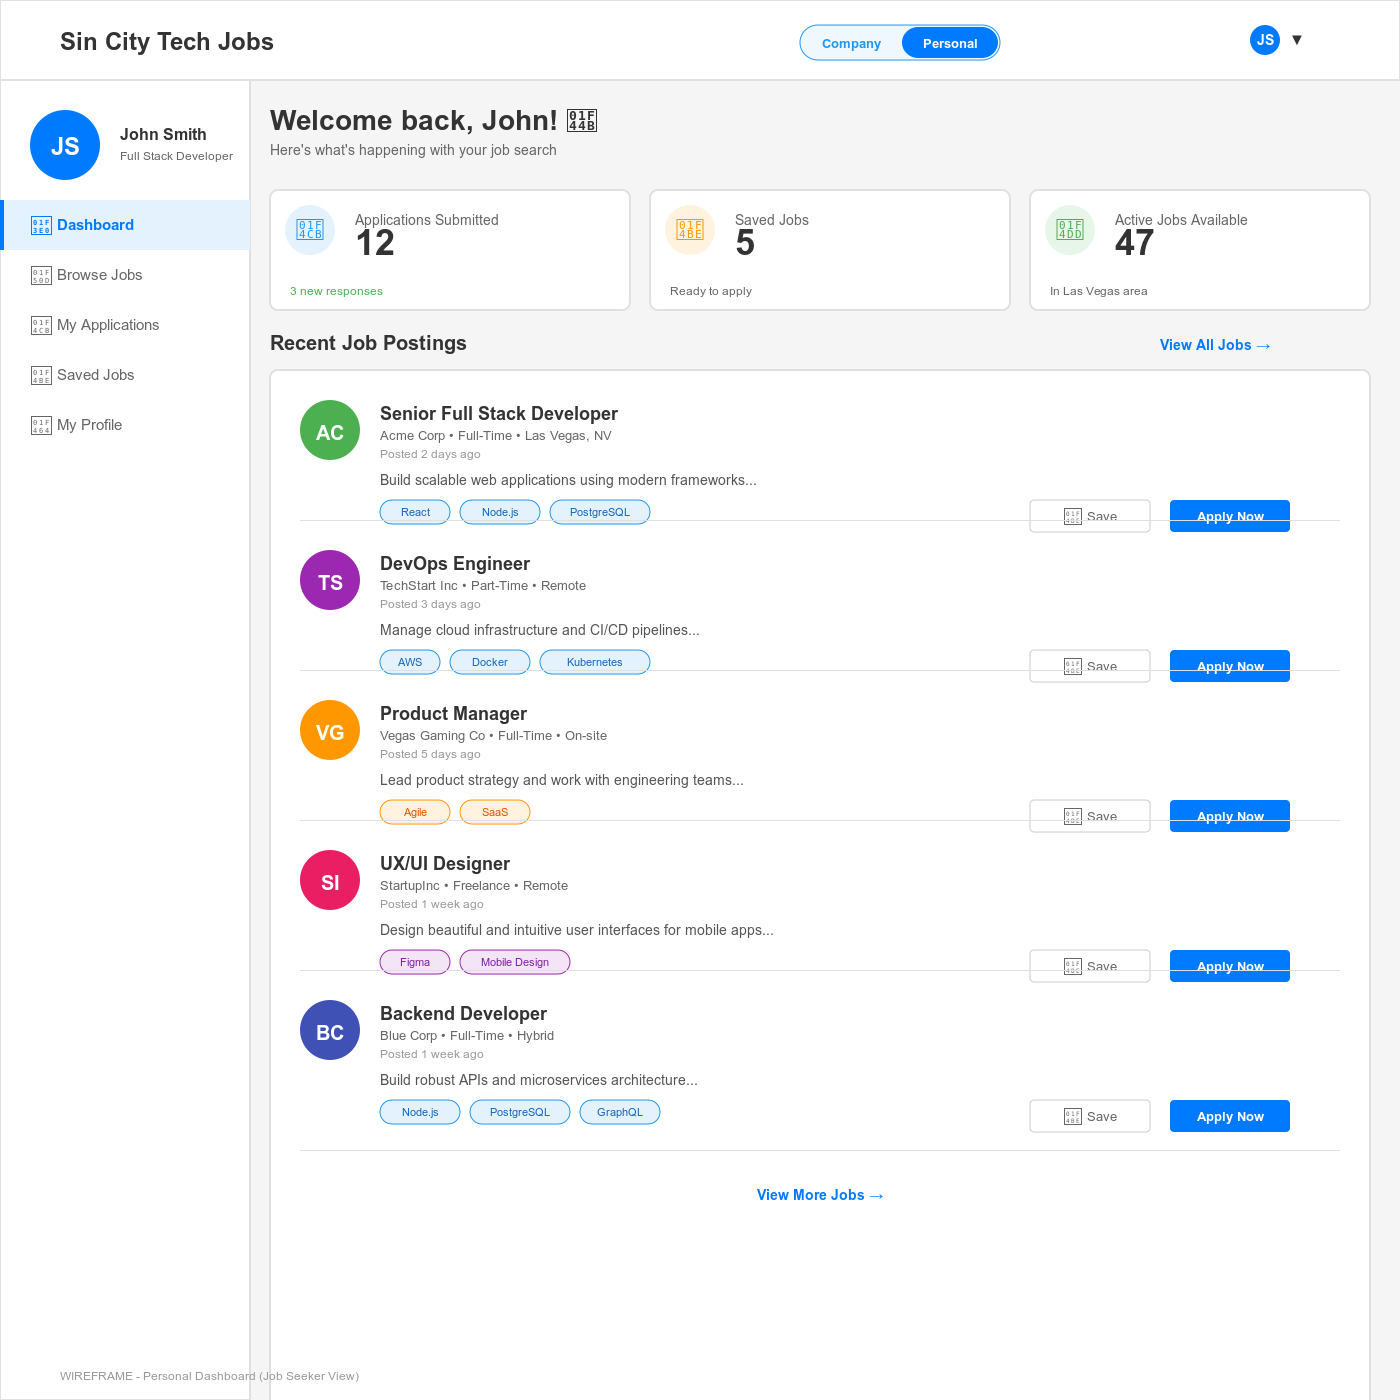 Sin City Tech Jobs
Company
Personal
JS ▼
JS
John Smith
Full Stack Developer
Dashboard
Browse Jobs
My Applications
Saved Jobs
My Profile
Welcome back, John!
Here's what's happening with your job search
Applications Submitted
12
3 new responses
Saved Jobs
5
Ready to apply
Active Jobs Available
47
In Las Vegas area
Recent Job Postings
View All Jobs →
AC
Senior Full Stack Developer
Acme Corp • Full-Time • Las Vegas, NV
Posted 2 days ago
Build scalable web applications using modern frameworks...
React Node.js PostgreSQL
Save Apply Now
TS
DevOps Engineer
TechStart Inc • Part-Time • Remote
Posted 3 days ago
Manage cloud infrastructure and CI/CD pipelines...
AWS Docker Kubernetes
Save Apply Now
VG
Product Manager
Vegas Gaming Co • Full-Time • On-site
Posted 5 days ago
Lead product strategy and work with engineering teams...
Agile SaaS
Save Apply Now
SI
UX/UI Designer
StartupInc • Freelance • Remote
Posted 1 week ago
Design beautiful and intuitive user interfaces for mobile apps...
Figma Mobile Design
Save Apply Now
BC
Backend Developer
Blue Corp • Full-Time • Hybrid
Posted 1 week ago
Build robust APIs and microservices architecture...
Node.js PostgreSQL GraphQL
Save Apply Now
View More Jobs →
WIREFRAME - Personal Dashboard (Job Seeker View)